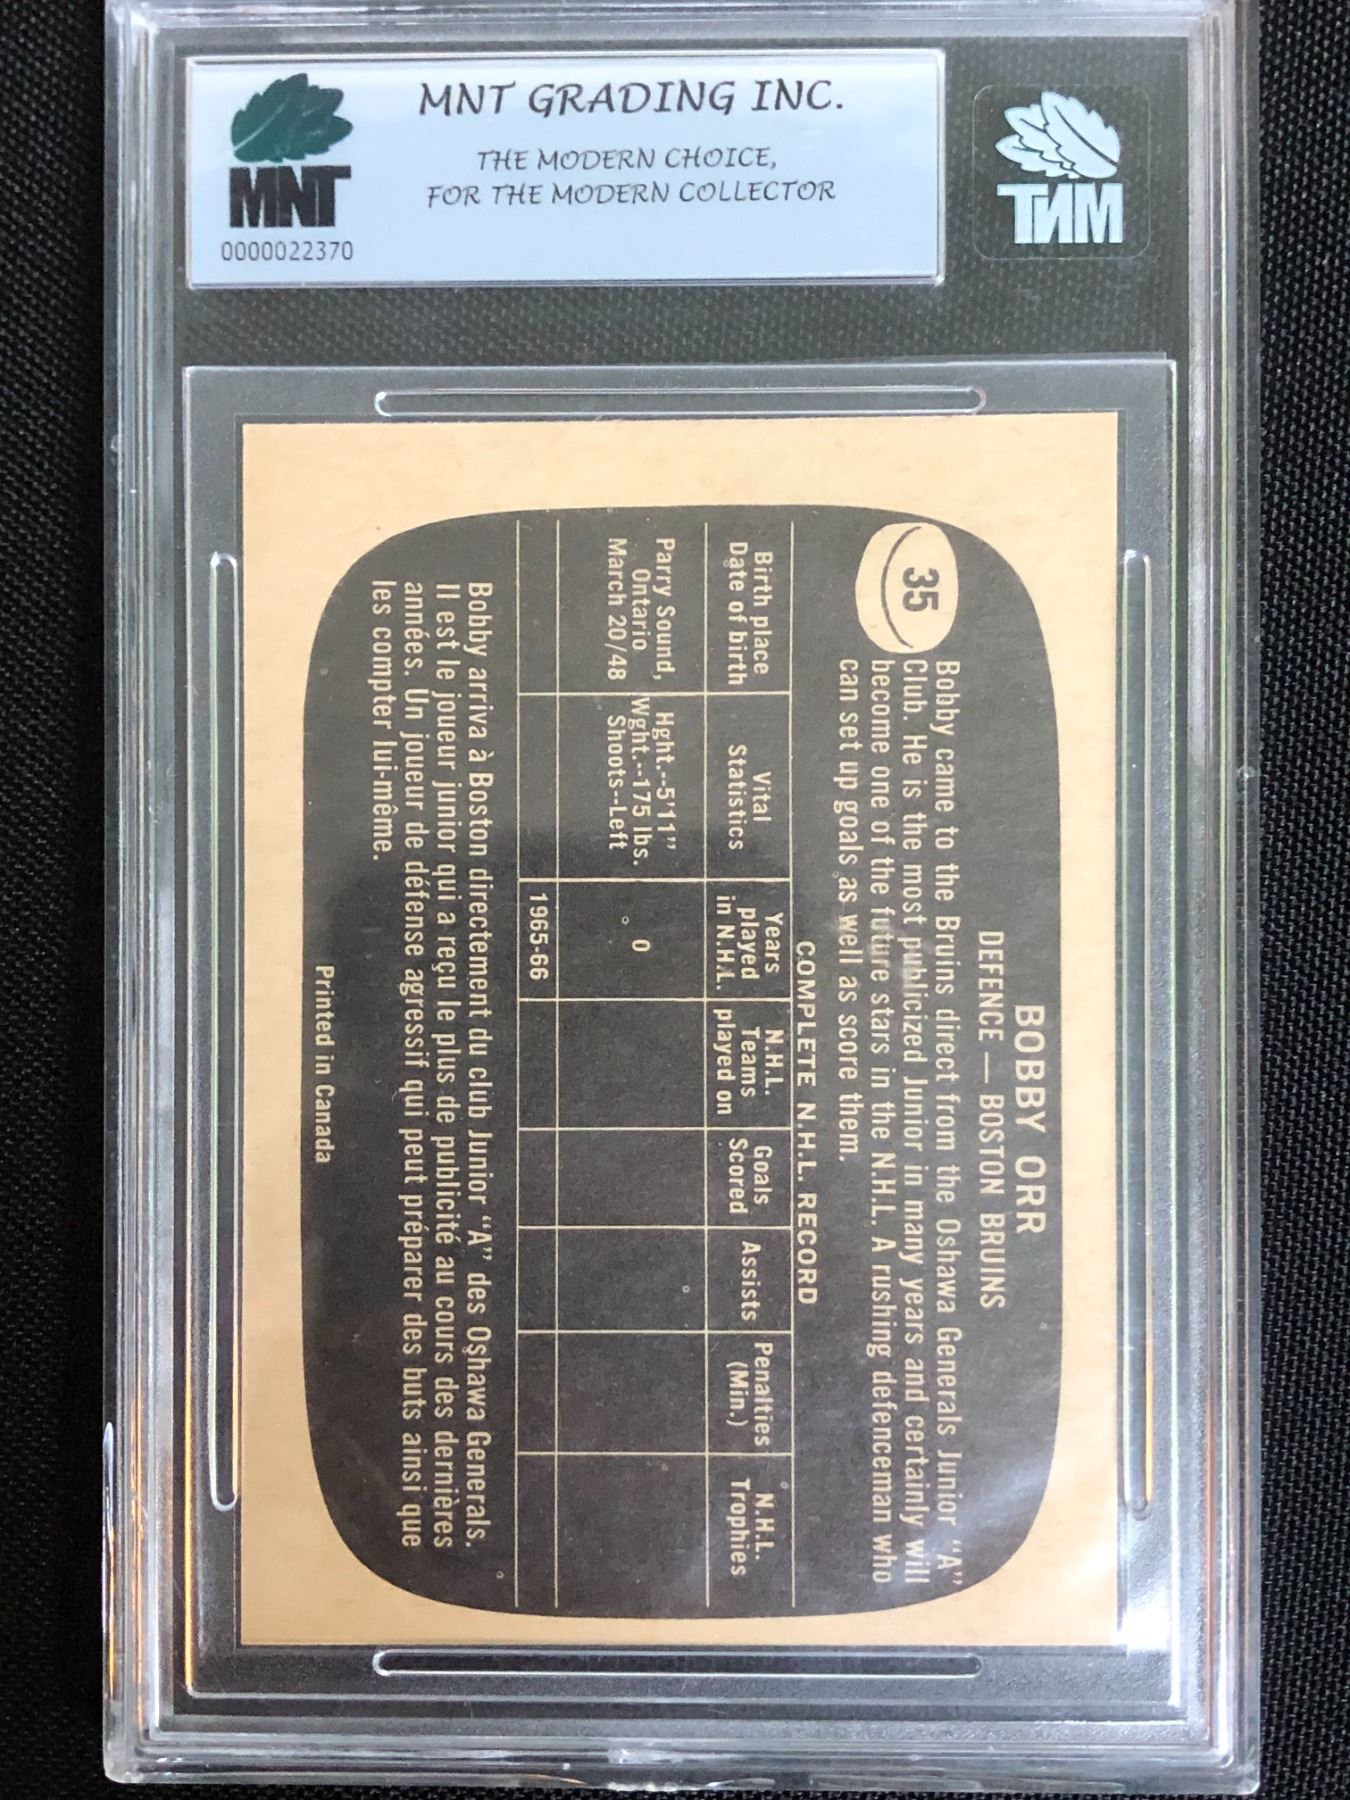 MNT GRADING INC.
THE MODERN CHOICE,
FOR THE MODERN COLLECTOR
MNT
0000022370
MNT
BOBBY ORR
DEFENCE — BOSTON BRUINS
35
Bobby came to the Bruins direct from the Oshawa Generals Junior "A"
Club. He is the most publicized Junior in many years and certainly will
become one of the future stars in the N.H.L. A rushing defenceman who
can set up goals as well as score them.
COMPLETE N.H.L. RECORD
Birth place
Date of birth
Vital
Statistics
Years
played
in N.H.L.
N.H.L.
Teams
played on
Goals
Scored
Assists
Penalties
(Min.)
N.H.L.
Trophies
Parry Sound,
Ontario
March 20/48
Hght.--5'11"
Wght.--175 lbs.
Shoots--Left
0
1965-66
Bobby arriva à Boston directement du club Junior "A" des Oshawa Generals.
Il est le joueur junior qui a reçu le plus de publicité au cours des dernières
années. Un joueur de défense agressif qui peut préparer des buts ainsi que
les compter lui-même.
Printed in Canada